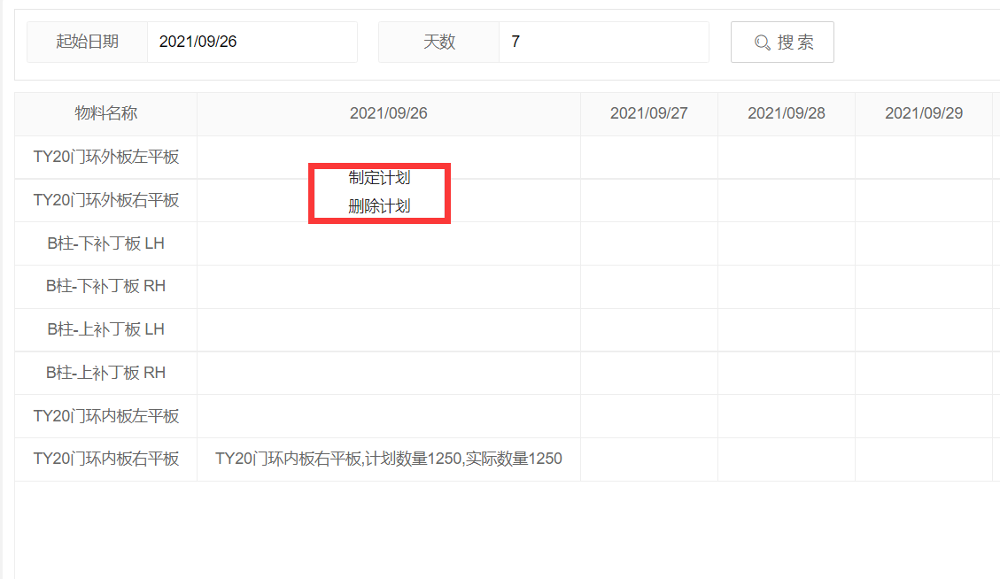 起始日期 2021/09/26 天数 7 搜 索
物料名称 2021/09/26 2021/09/27 2021/09/28 2021/09/29
TY20门环外板左平板
制定计划
TY20门环外板右平板
删除计划
B柱-下补丁板 LH
B柱-下补丁板 RH
B柱-上补丁板 LH
B柱-上补丁板 RH
TY20门环内板左平板
TY20门环内板右平板 TY20门环内板右平板,计划数量1250,实际数量1250